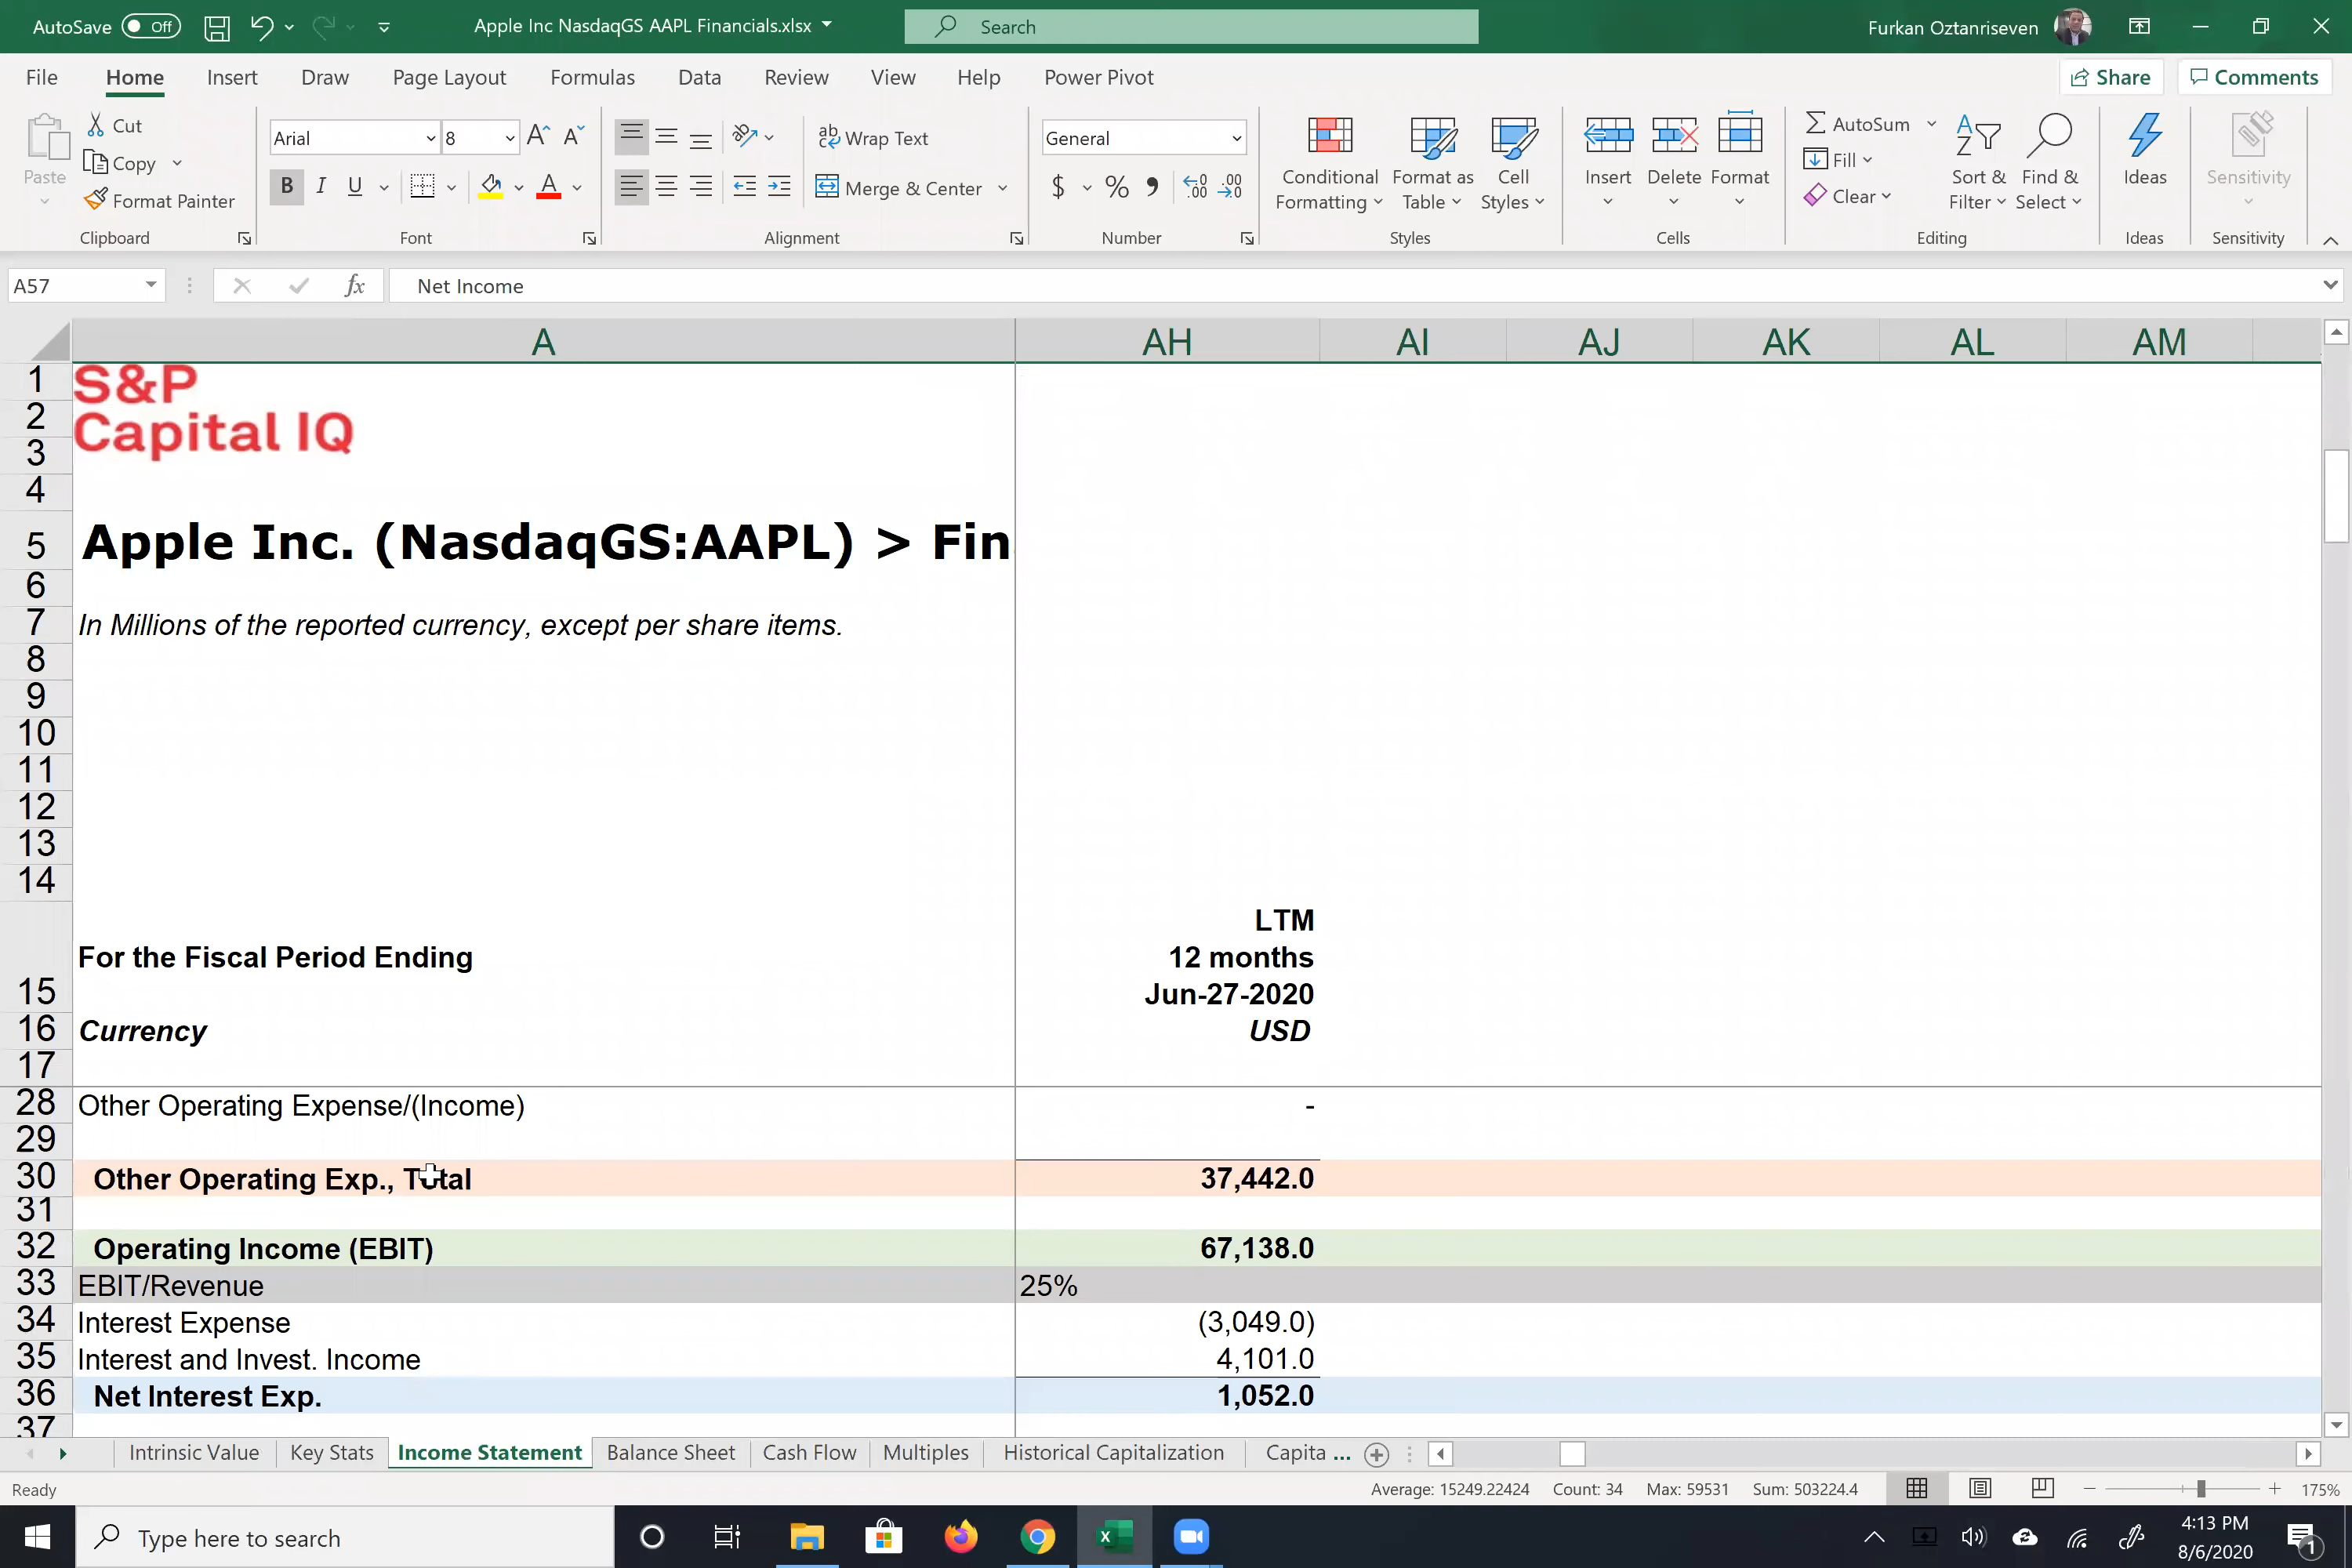 AutoSave Off Apple Inc NasdaqGS AAPL Financials.xlsx Search Furkan Oztanriseven
File Home Insert Draw Page Layout Formulas Data Review View Help Power Pivot Share Comments
Paste Cut Copy Format Painter
Clipboard
Arial 8
B I U A
Font
ab Wrap Text
Merge & Center
Alignment
General
$ % 9 .00
Number
Conditional Formatting Format as Table Cell Styles
Styles
Insert Delete Format
Cells
AutoSum Fill Clear Sort & Filter Find & Select
Editing
Ideas
Ideas
Sensitivity
Sensitivity
A57 fx Net Income
A AH AI AJ AK AL AM
1 S&P
2 Capital IQ
3
4
5 Apple Inc. (NasdaqGS:AAPL) > Fin
6
7 In Millions of the reported currency, except per share items.
8
9
10
11
12
13
14
LTM
For the Fiscal Period Ending 12 months
15 Jun-27-2020
16 Currency USD
17
28 Other Operating Expense/(Income) -
29
30 Other Operating Exp., Total 37,442.0
31
32 Operating Income (EBIT) 67,138.0
33 EBIT/Revenue 25%
34 Interest Expense (3,049.0)
35 Interest and Invest. Income 4,101.0
36 Net Interest Exp. 1,052.0
37
Intrinsic Value Key Stats Income Statement Balance Sheet Cash Flow Multiples Historical Capitalization Capita ...
Ready Average: 15249.22424 Count: 34 Max: 59531 Sum: 503224.4 175%
Type here to search 4:13 PM
8/6/2020 1